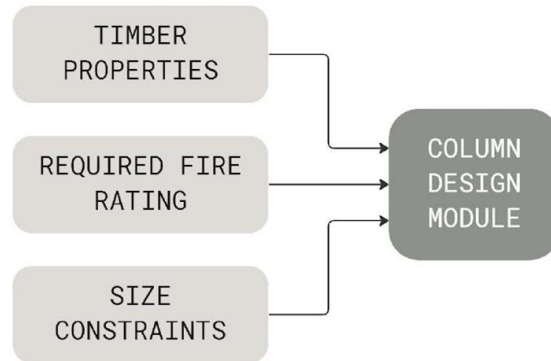 TIMBER
PROPERTIES
REQUIRED FIRE
RATING
SIZE
CONSTRAINTS
COLUMN
DESIGN
MODULE